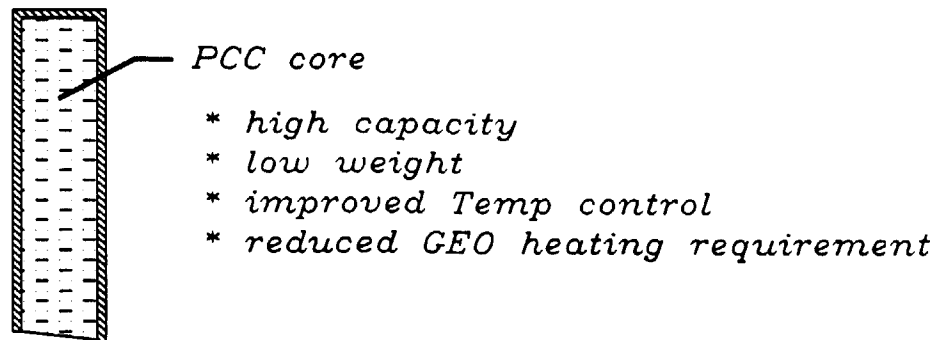 PCC core
* high capacity
* low weight
* improved Temp control
* reduced GEO heating requirement